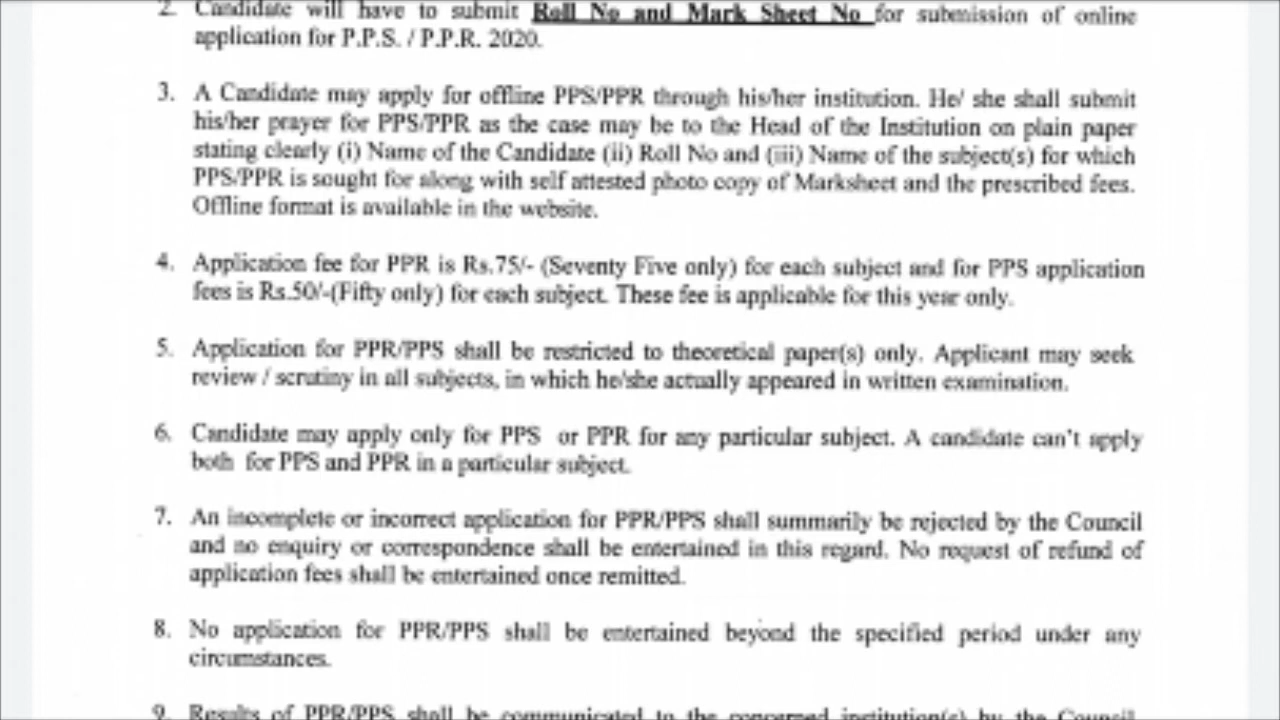 2. Candidate will have to submit Roll No and Mark Sheet No for submission of online
application for P.P.S. / P.P.R. 2020.
3. A Candidate may apply for offline PPS/PPR through his/her institution. He/ she shall submit
his/her prayer for PPS/PPR as the case may be to the Head of the Institution on plain paper
stating clearly (i) Name of the Candidate (ii) Roll No and (iii) Name of the subject(s) for which
PPS/PPR is sought for along with self attested photo copy of Marksheet and the prescribed fees.
Offline format is available in the website.
4. Application fee for PPR is Rs.75/- (Seventy Five only) for each subject and for PPS application
fees is Rs.50/-(Fifty only) for each subject. These fee is applicable for this year only.
5. Application for PPR/PPS shall be restricted to theoretical paper(s) only. Applicant may seek
review / scrutiny in all subjects, in which he/she actually appeared in written examination.
6. Candidate may apply only for PPS or PPR for any particular subject. A candidate can't apply
both for PPS and PPR in a particular subject.
7. An incomplete or incorrect application for PPR/PPS shall summarily be rejected by the Council
and no enquiry or correspondence shall be entertained in this regard. No request of refund of
application fees shall be entertained once remitted.
8. No application for PPR/PPS shall be entertained beyond the specified period under any
circumstances.
9. Results of PPR/PPS shall be communicated to the concerned institution(s) by the Council